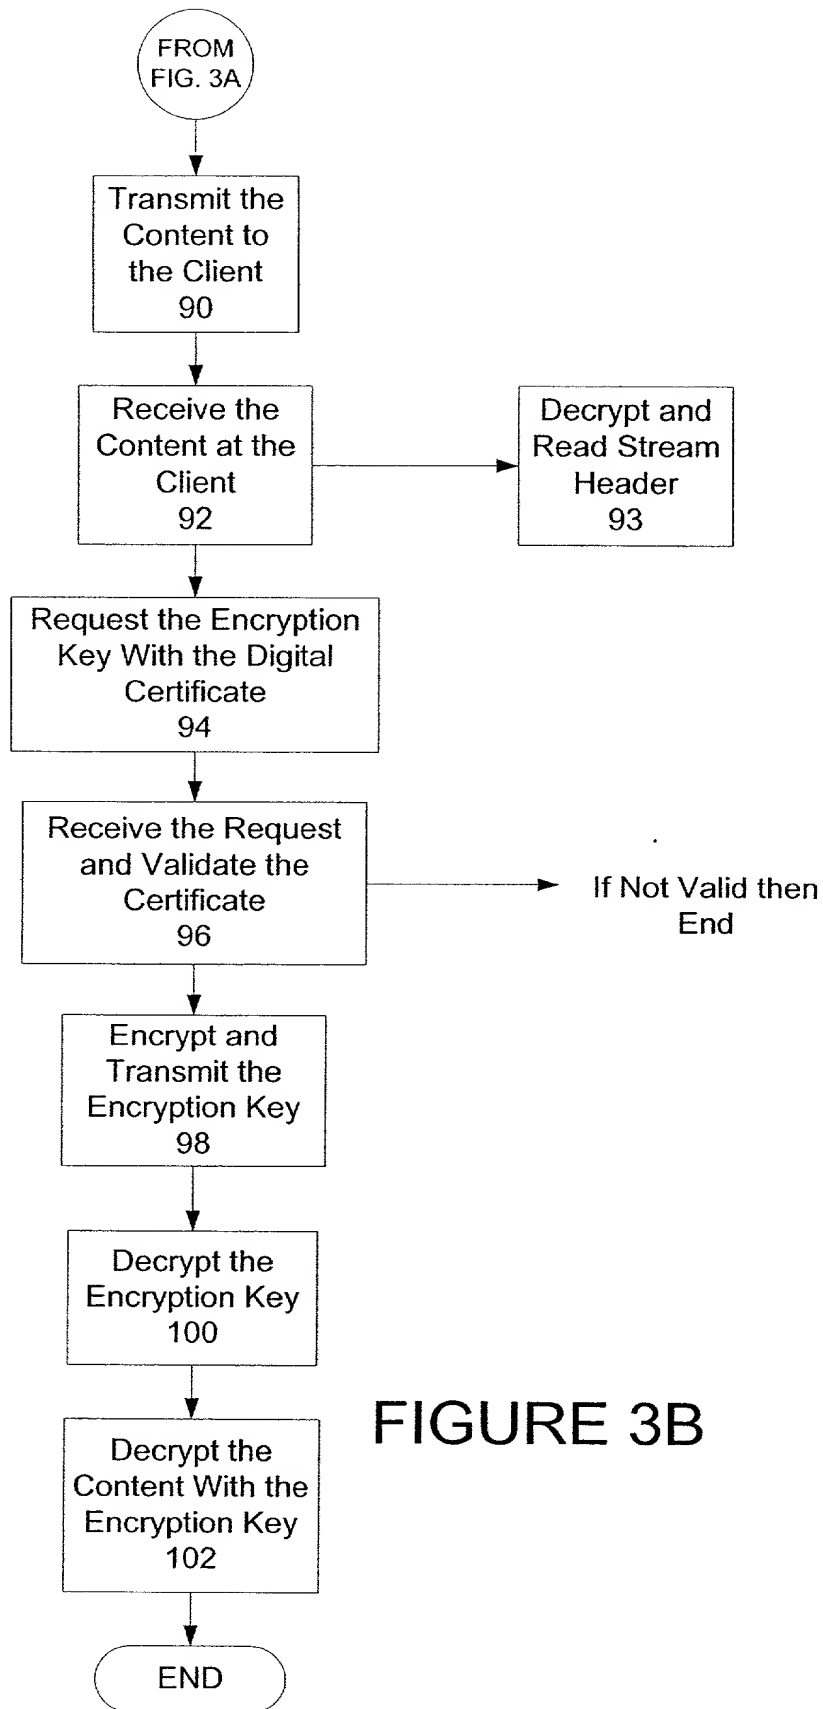 FROM
FIG. 3A
Transmit the
Content to
the Client
90
Receive the
Content at the
Client
92
Decrypt and
Read Stream
Header
93
Request the Encryption
Key With the Digital
Certificate
94
Receive the Request
and Validate the
Certificate
96
If Not Valid then
End
Encrypt and
Transmit the
Encryption Key
98
Decrypt the
Encryption Key
100
FIGURE 3B
Decrypt the
Content With the
Encryption Key
102
END